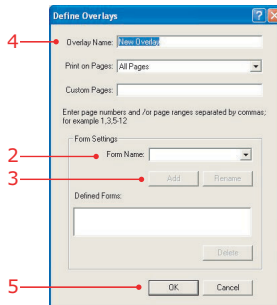 Define Overlays
4 Overlay Name: New Overlay
Print on Pages: All Pages
Custom Pages:
Enter page numbers and /or page ranges separated by commas;
for example 1,3,5-12
Form Settings
2 Form Name:
3 Add Rename
Defined Forms:
Delete
5 OK Cancel